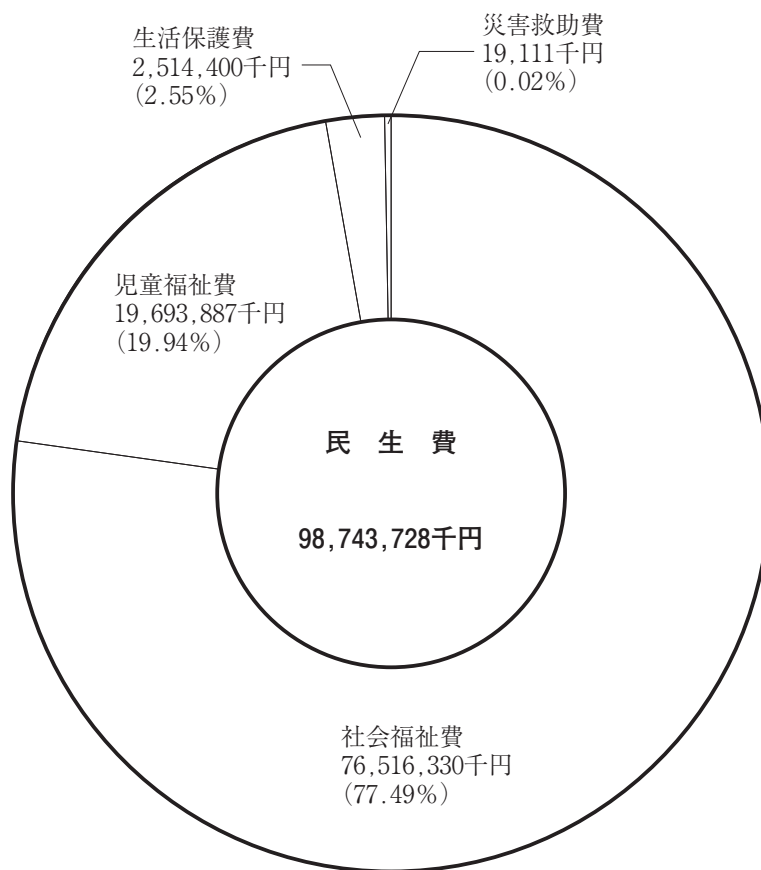 生活保護費
2,514,400千円
(2.55%)
災害救助費
19,111千円
(0.02%)
児童福祉費
19,693,887千円
(19.94%)
民 生 費
98,743,728千円
社会福祉費
76,516,330千円
(77.49%)